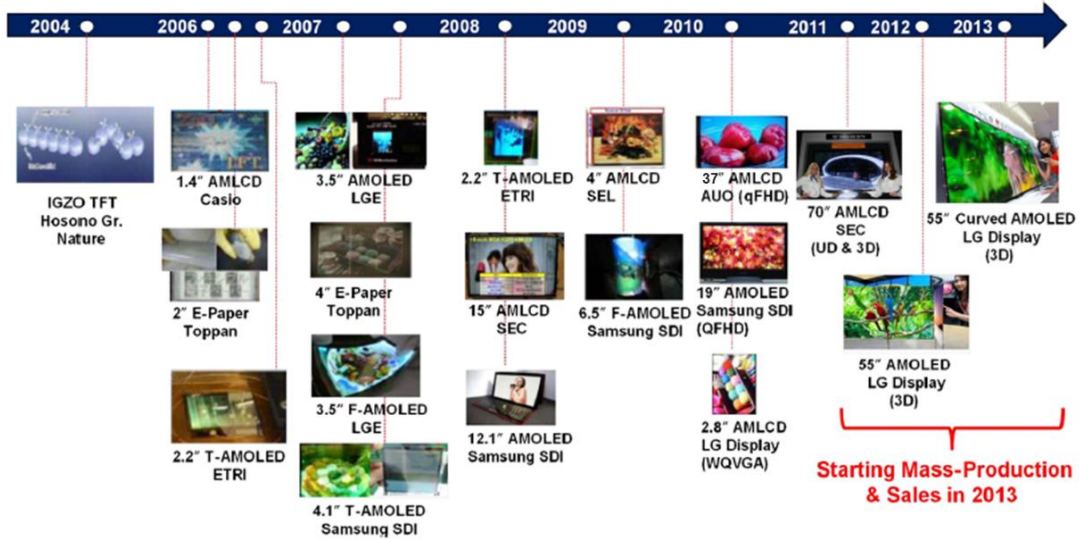 2004
2006
2007
2008
2009
2010
2011
2012
2013
IGZO TFT
Hosono Gr.
Nature
1.4″ AMLCD
Casio
2″ E-Paper
Toppan
2.2″ T-AMOLED
ETRI
3.5″ AMOLED
LGE
4″ E-Paper
Toppan
3.5″ F-AMOLED
LGE
4.1″ T-AMOLED
Samsung SDI
2.2″ T-AMOLED
ETRI
15″ AMLCD
SEC
12.1″ AMOLED
Samsung SDI
4″ AMLCD
SEL
6.5″ F-AMOLED
Samsung SDI
37″ AMLCD
AUO (qFHD)
19″ AMOLED
Samsung SDI
(QFHD)
2.8″ AMLCD
LG Display
(WQVGA)
70″ AMLCD
SEC
(UD & 3D)
55″ AMOLED
LG Display
(3D)
55″ Curved AMOLED
LG Display
(3D)
Starting Mass-Production
& Sales in 2013